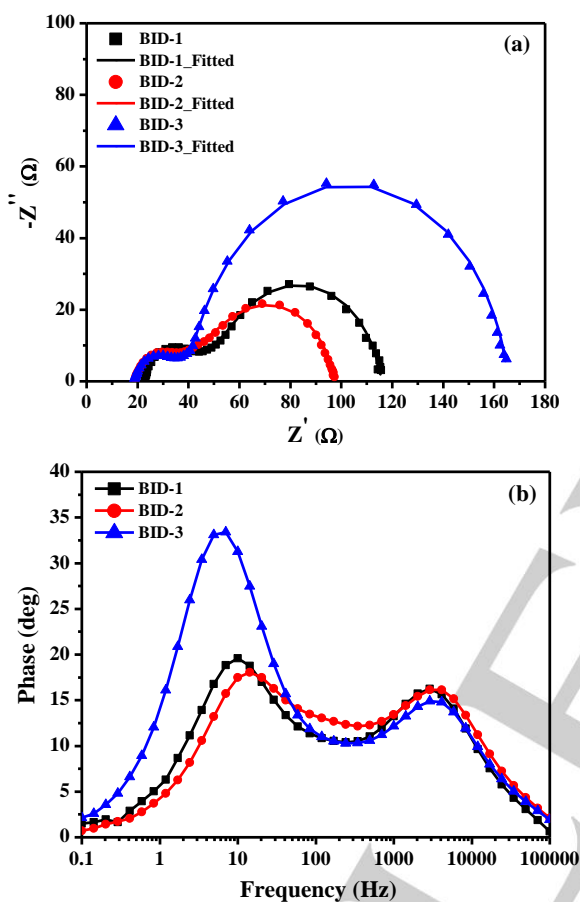 100
80
60
40
20
0
-Z'' (Ω)
BID-1
BID-1_Fitted
BID-2
BID-2_Fitted
BID-3
BID-3_Fitted
(a)
0 20 40 60 80 100 120 140 160 180
Z' (Ω)
40
35
30
25
20
15
10
5
0
Phase (deg)
BID-1
BID-2
BID-3
(b)
0.1 1 10 100 1000 10000 100000
Frequency (Hz)